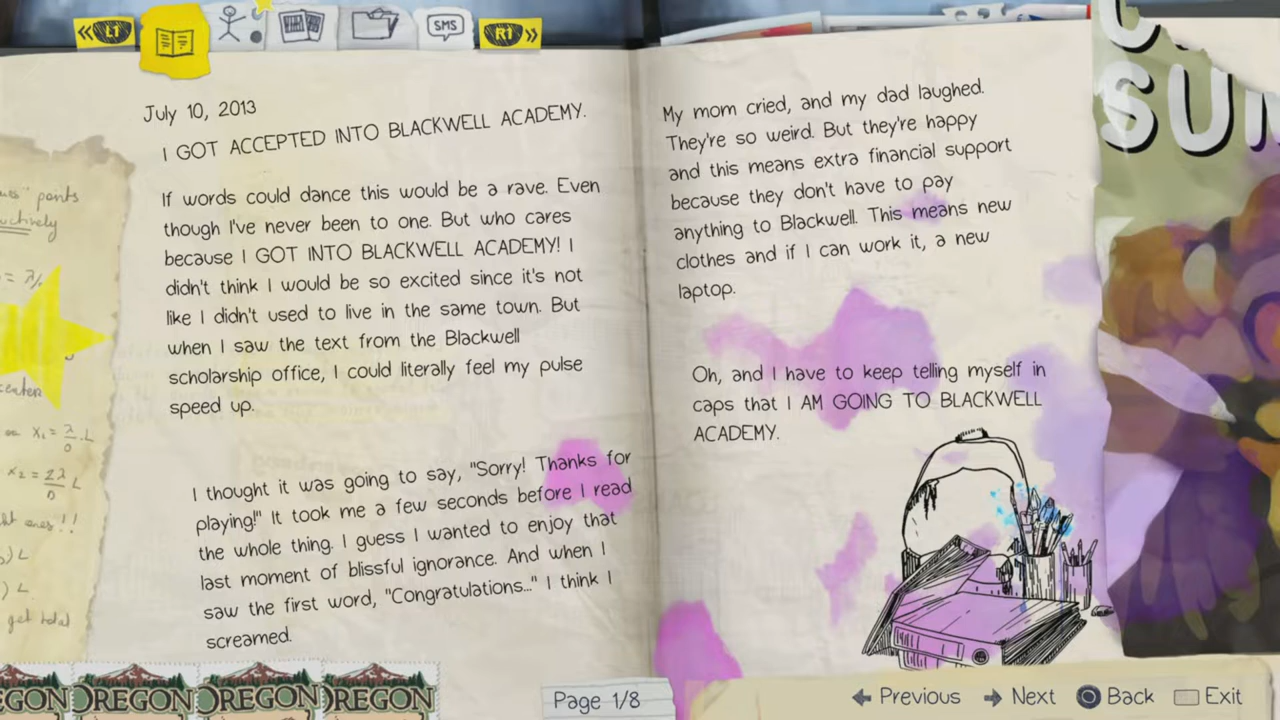 L1
SMS
R1
July 10, 2013
I GOT ACCEPTED INTO BLACKWELL ACADEMY.
If words could dance this would be a rave. Even
though I've never been to one. But who cares
because I GOT INTO BLACKWELL ACADEMY! I
didn't think I would be so excited since it's not
like I didn't used to live in the same town. But
when I saw the text from the Blackwell
scholarship office, I could literally feel my pulse
speed up.
I thought it was going to say, "Sorry! Thanks for
playing!" It took me a few seconds before I read
the whole thing. I guess I wanted to enjoy that
last moment of blissful ignorance. And when I
saw the first word, "Congratulations..." I think I
screamed.
My mom cried, and my dad laughed.
They're so weird. But they're happy
and this means extra financial support
because they don't have to pay
anything to Blackwell. This means new
clothes and if I can work it, a new
laptop.
Oh, and I have to keep telling myself in
caps that I AM GOING TO BLACKWELL
ACADEMY.
points
X₁ = λ/D . L
X₂ = 2λ/D L
) L
) L.
get total
EGON OREGON OREGON OREGON
Page 1/8
Previous Next Back Exit